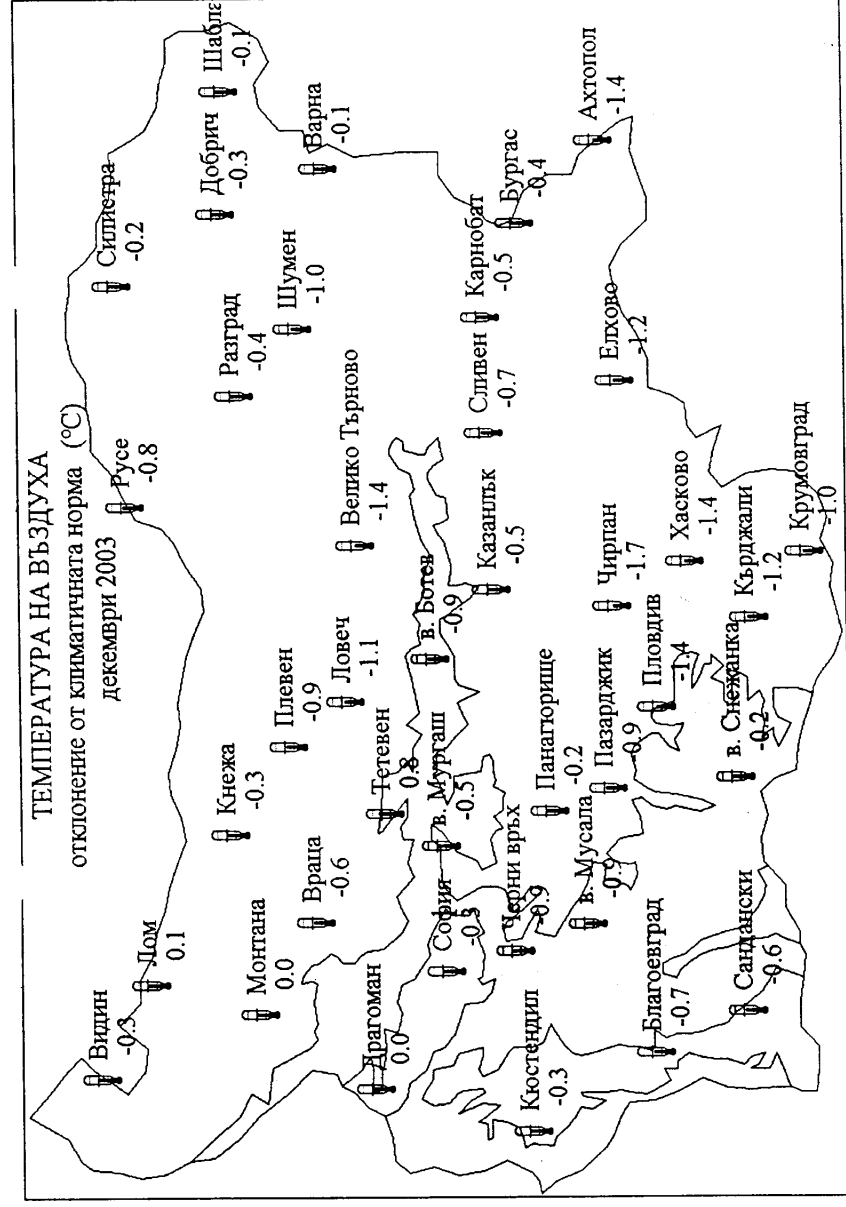 ТЕМПЕРАТУРА НА ВЪЗДУХА
отклонение от климатичната норма (°C)
декември 2003
Видин
-0.3
Лом
0.1
Монтана
0.0
Враца
-0.6
Кнежа
-0.3
Плевен
-0.9
Ловеч
-1.1
Русе
-0.8
Велико Търново
-1.4
Разград
-0.4
Шумен
-1.0
Силистра
-0.2
Добрич
-0.3
-0.1
Варна
-0.1
Драгоман
0.0
София
Тетевен
0.8
в. Мургаш
-0.5
в. Ботев
-0.9
Казанлък
-0.5
Сливен
-0.7
Карнобат
-0.5
Бургас
-0.4
Ахтопол
-1.4
Кюстендил
-0.3
Черни връх
-0.9
в. Мусала
-0.9
Панагюрище
-0.2
Пазарджик
-0.9
Пловдив
-1.4
Чирпан
-1.7
Хасково
-1.4
Елхово
-1.2
Благоевград
-0.7
Сандански
-0.6
в. Снежанка
-0.2
Кърджали
-1.2
Крумовград
-1.0